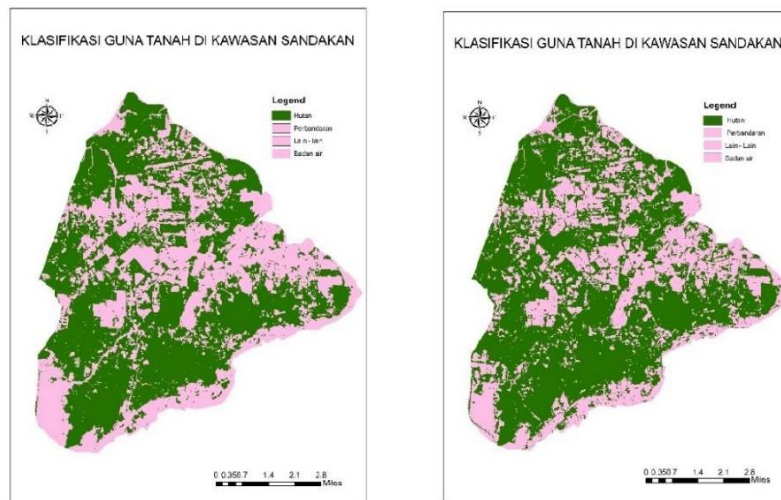 KLASIFIKASI GUNA TANAH DI KAWASAN SANDAKAN
N
Legend
Hutan
Perbandaran
Lain - lain
Badan air
0 0.350.7 1.4 2.1 2.8
Miles
KLASIFIKASI GUNA TANAH DI KAWASAN SANDAKAN
N
Legend
Hutan
Perbandaran
Lain - Lain
Badan air
0 0.350.7 1.4 2.1 2.8
Miles